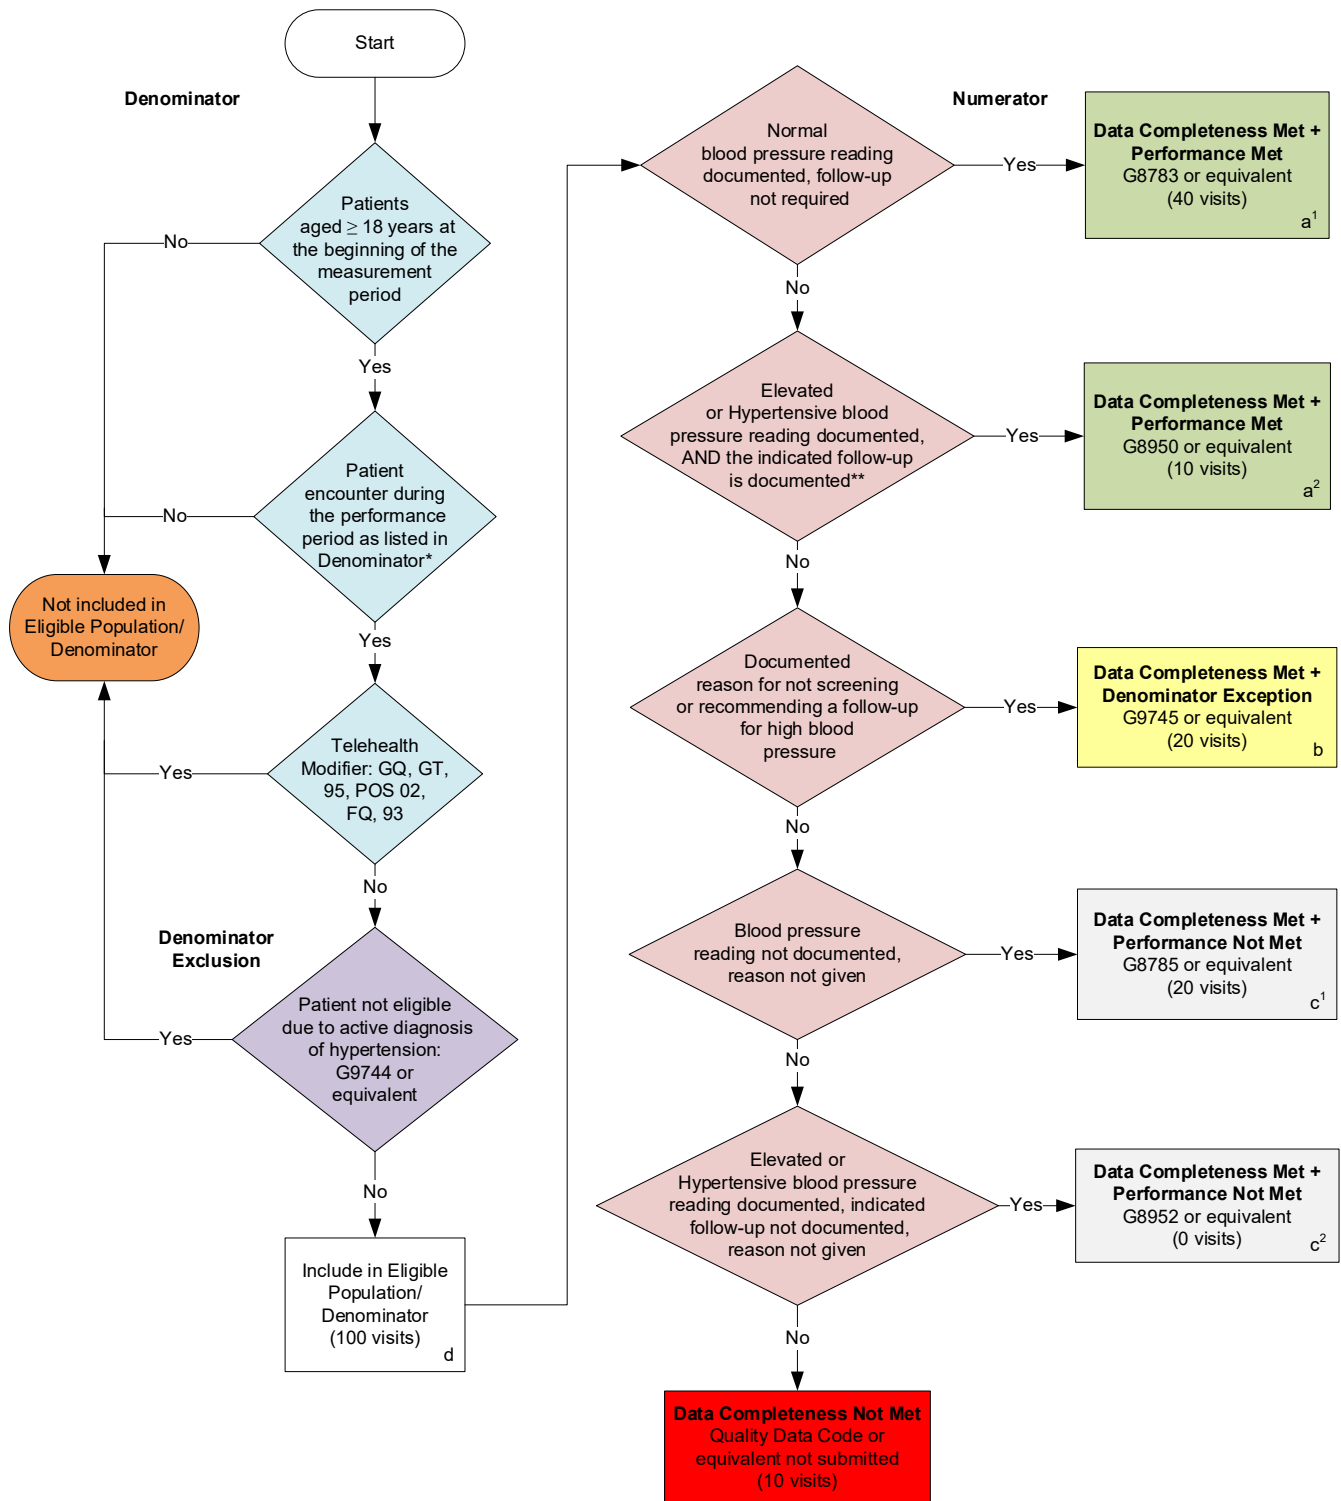 Start
Denominator
Patients
aged ≥ 18 years at
the beginning of the
measurement
period
No
Yes
Patient
encounter during
the performance
period as listed in
Denominator*
No
Not included in
Eligible Population/
Denominator
Yes
Telehealth
Modifier: GQ, GT,
95, POS 02,
FQ, 93
Yes
No
Denominator
Exclusion
Patient not eligible
due to active diagnosis
of hypertension:
G9744 or
equivalent
Yes
No
Include in Eligible
Population/
Denominator
(100 visits)
d
Numerator
Normal
blood pressure reading
documented, follow-up
not required
Yes
Data Completeness Met +
Performance Met
G8783 or equivalent
(40 visits)
a¹
No
Elevated
or Hypertensive blood
pressure reading documented,
AND the indicated follow-up
is documented**
Yes
Data Completeness Met +
Performance Met
G8950 or equivalent
(10 visits)
a²
No
Documented
reason for not screening
or recommending a follow-up
for high blood
pressure
Yes
Data Completeness Met +
Denominator Exception
G9745 or equivalent
(20 visits)
b
No
Blood pressure
reading not documented,
reason not given
Yes
Data Completeness Met +
Performance Not Met
G8785 or equivalent
(20 visits)
c¹
No
Elevated or
Hypertensive blood pressure
reading documented, indicated
follow-up not documented,
reason not given
Yes
Data Completeness Met +
Performance Not Met
G8952 or equivalent
(0 visits)
c²
No
Data Completeness Not Met
Quality Data Code or
equivalent not submitted
(10 visits)